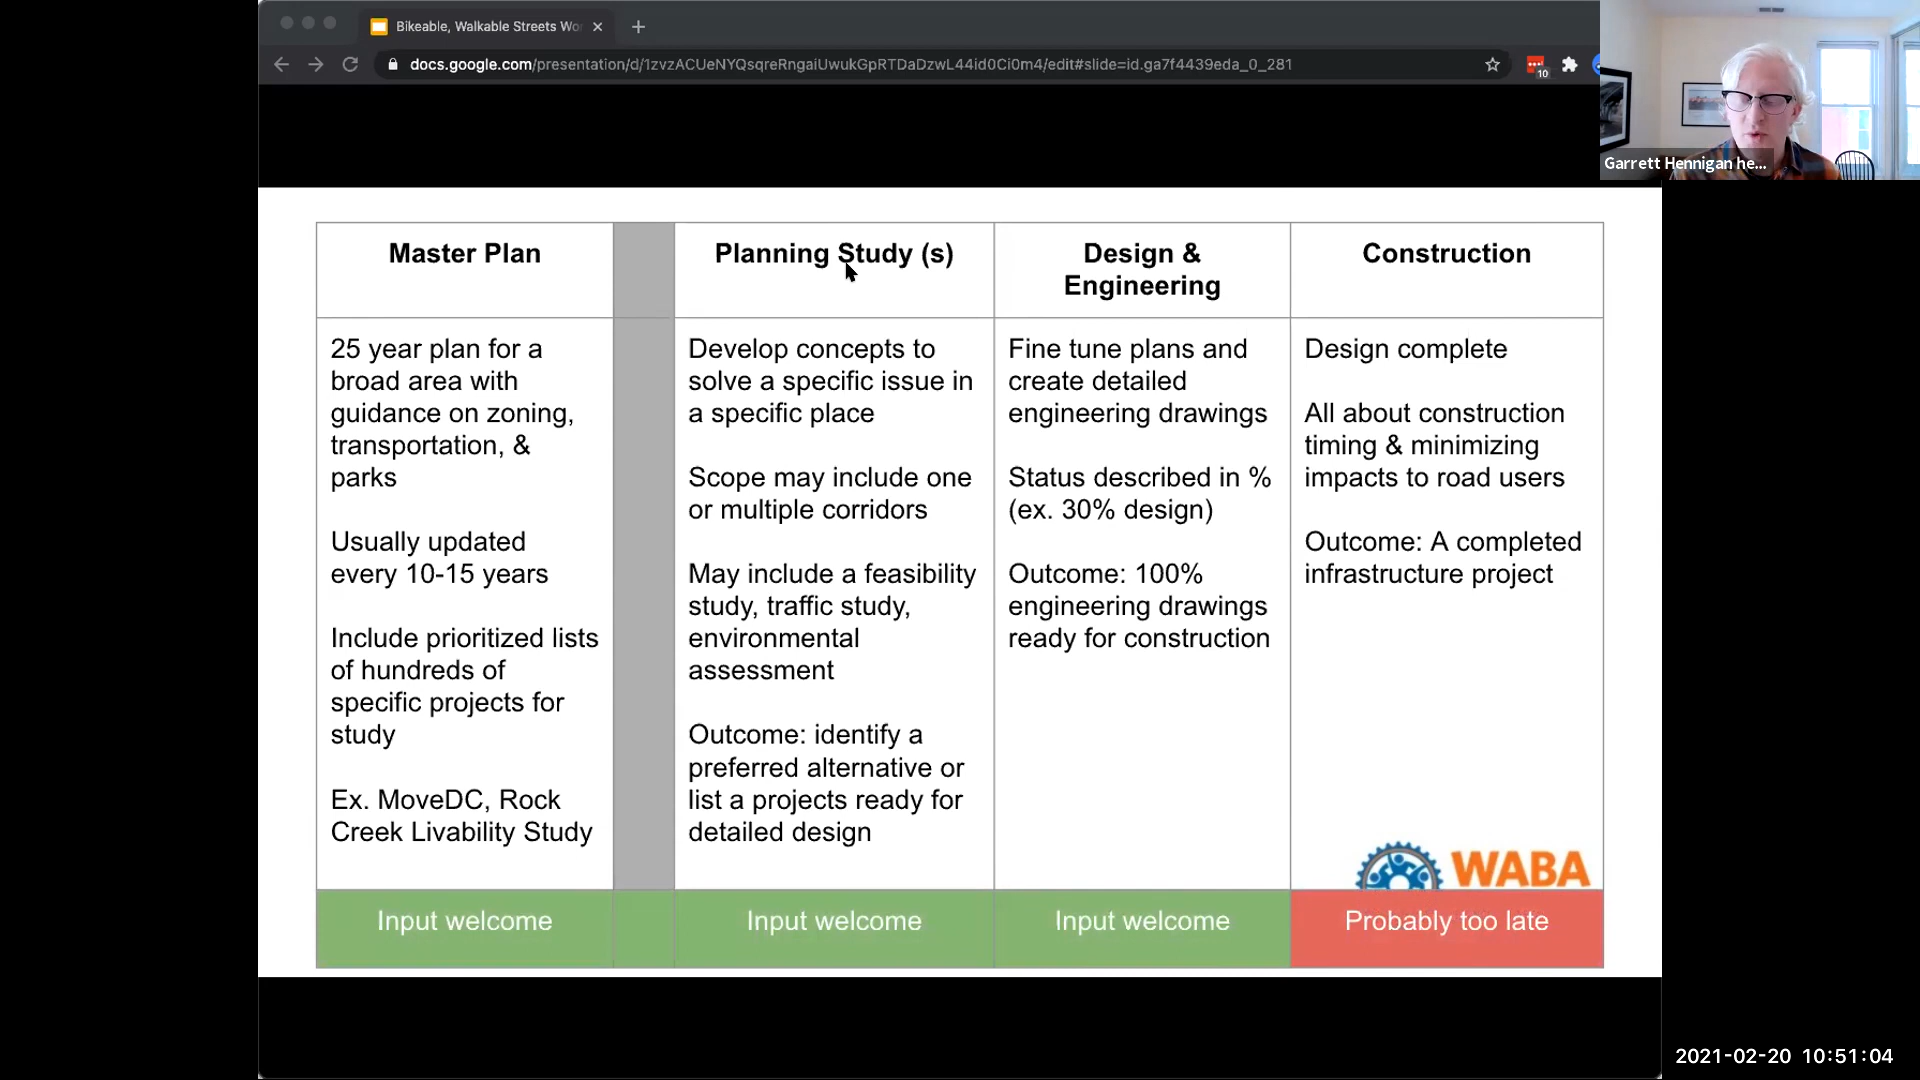 Bikeable, Walkable Streets Wo
docs.google.com/presentation/d/1zvzACUeNYQsqreRngaiUwukGpRTDaDzwL44id0Ci0m4/edit#slide=id.ga7f4439eda_0_281
10
Garrett Hennigan he...
Master Plan
25 year plan for a
broad area with
guidance on zoning,
transportation, &
parks
Usually updated
every 10-15 years
Include prioritized lists
of hundreds of
specific projects for
study
Ex. MoveDC, Rock
Creek Livability Study
Input welcome
Planning Study (s)
Develop concepts to
solve a specific issue in
a specific place
Scope may include one
or multiple corridors
May include a feasibility
study, traffic study,
environmental
assessment
Outcome: identify a
preferred alternative or
list a projects ready for
detailed design
Input welcome
Design &
Engineering
Fine tune plans and
create detailed
engineering drawings
Status described in %
(ex. 30% design)
Outcome: 100%
engineering drawings
ready for construction
Input welcome
Construction
Design complete
All about construction
timing & minimizing
impacts to road users
Outcome: A completed
infrastructure project
WABA
Probably too late
2021-02-20 10:51:04